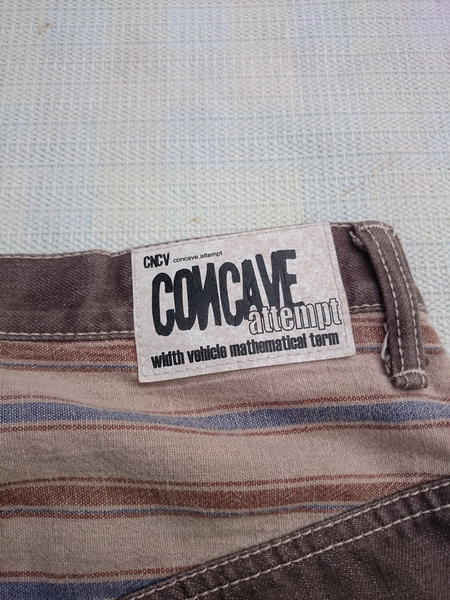 CNCV concave.attempt
CONCAVE
attempt
width vehicle mathematical term